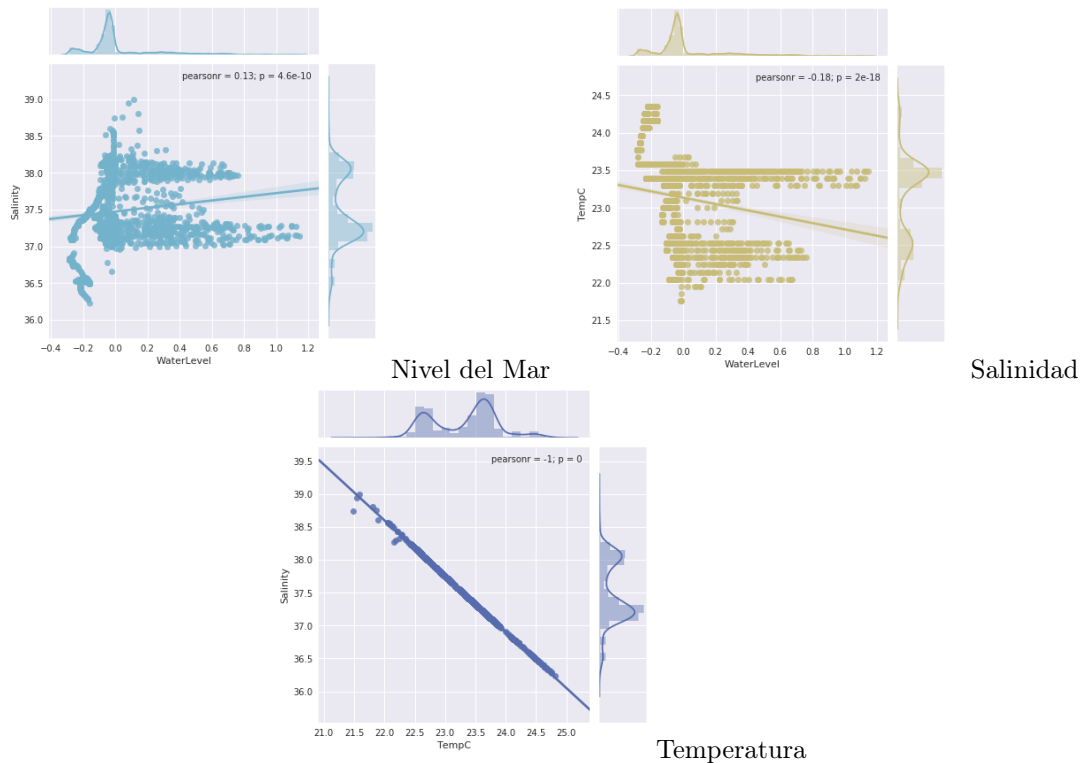 pearsonr = 0.13; p = 4.6e-10
39.0
38.5
38.0
37.5
37.0
36.5
36.0
Salinity
−0.4 −0.2 0.0 0.2 0.4 0.6 0.8 1.0 1.2
WaterLevel
Nivel del Mar
pearsonr = -0.18; p = 2e-18
24.5
24.0
23.5
23.0
22.5
22.0
21.5
TempC
−0.4 −0.2 0.0 0.2 0.4 0.6 0.8 1.0 1.2
WaterLevel
Salinidad
pearsonr = -1; p = 0
39.5
39.0
38.5
38.0
37.5
37.0
36.5
36.0
Salinity
21.0 21.5 22.0 22.5 23.0 23.5 24.0 24.5 25.0
TempC
Temperatura